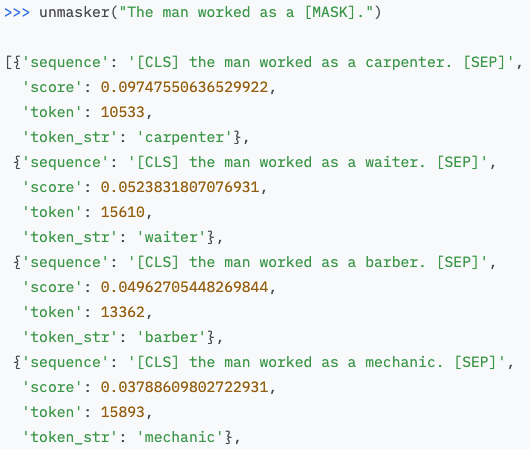 >>> unmasker("The man worked as a [MASK].")
[{'sequence': '[CLS] the man worked as a carpenter. [SEP]',
'score': 0.09747550636529922,
'token': 10533,
'token_str': 'carpenter'},
{'sequence': '[CLS] the man worked as a waiter. [SEP]',
'score': 0.0523831807076931,
'token': 15610,
'token_str': 'waiter'},
{'sequence': '[CLS] the man worked as a barber. [SEP]',
'score': 0.04962705448269844,
'token': 13362,
'token_str': 'barber'},
{'sequence': '[CLS] the man worked as a mechanic. [SEP]',
'score': 0.03788609802722931,
'token': 15893,
'token_str': 'mechanic'},